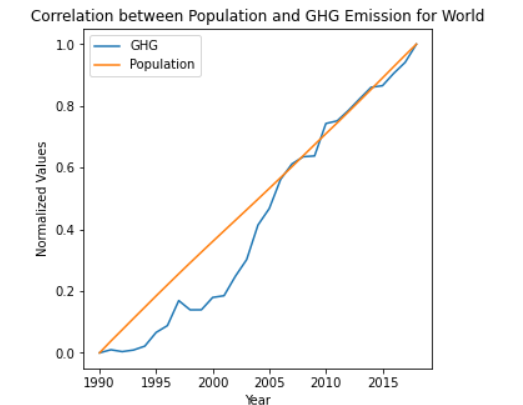 Correlation between Population and GHG Emission for World
GHG
Population
1.0
0.8
0.6
0.4
0.2
0.0
Normalized Values
1990 1995 2000 2005 2010 2015
Year